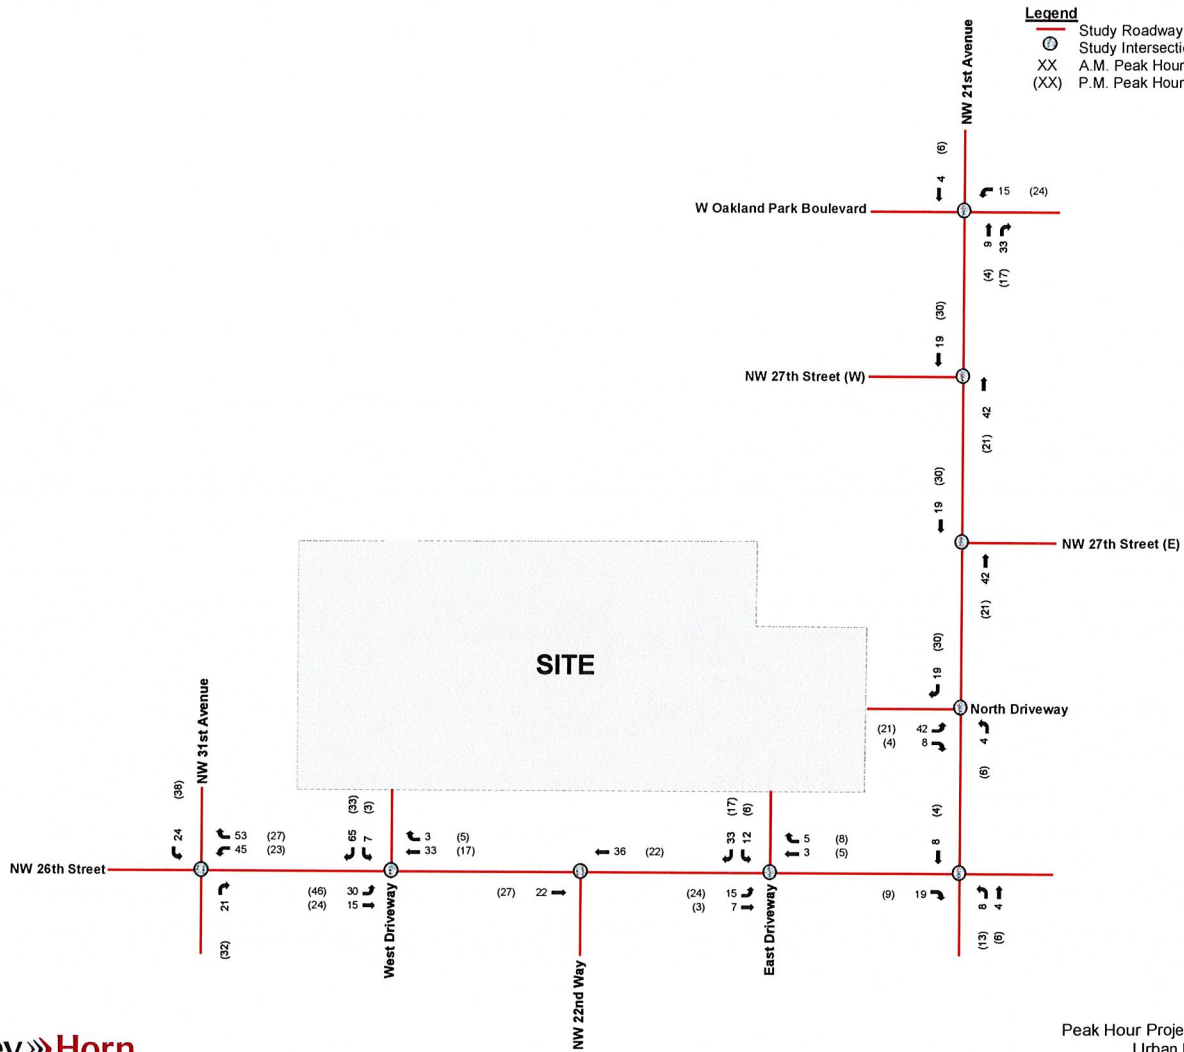 Legend
Study Roadway
Study Intersecti
XX A.M. Peak Hour
(XX) P.M. Peak Hour
NW 21st Avenue
(6)
4
15 (24)
W Oakland Park Boulevard
9 33
(4) (17)
(30)
19
NW 27th Street (W)
42
(21)
(30)
19
NW 27th Street (E)
42
(21)
(30)
19
SITE
North Driveway
(21) 42
(4) 8
4
(6)
NW 31st Avenue
(38)
24
53 (27)
45 (23)
NW 26th Street
21
(32)
(33) (3)
65 7
3 (5)
33 (17)
(46) 30
(24) 15
West Driveway
36 (22)
(27) 22
NW 22nd Way
(17) (6)
33 12
5 (8)
3 (5)
(24) 15
(3) 7
East Driveway
(4)
8
(9) 19
8 4
(13) (6)
ey Horn
Peak Hour Proje
Urban